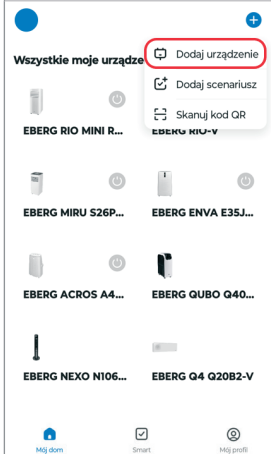 Dodaj urządzenie
Wszystkie moje urządze
Dodaj scenariusz
Skanuj kod QR
EBERG RIO MINI R...
EBERG RIO-V
EBERG MIRU S26P...
EBERG ENVA E35J...
EBERG ACROS A4...
EBERG QUBO Q40...
EBERG NEXO N106...
EBERG Q4 Q20B2-V
Mój dom
Smart
Mój profil